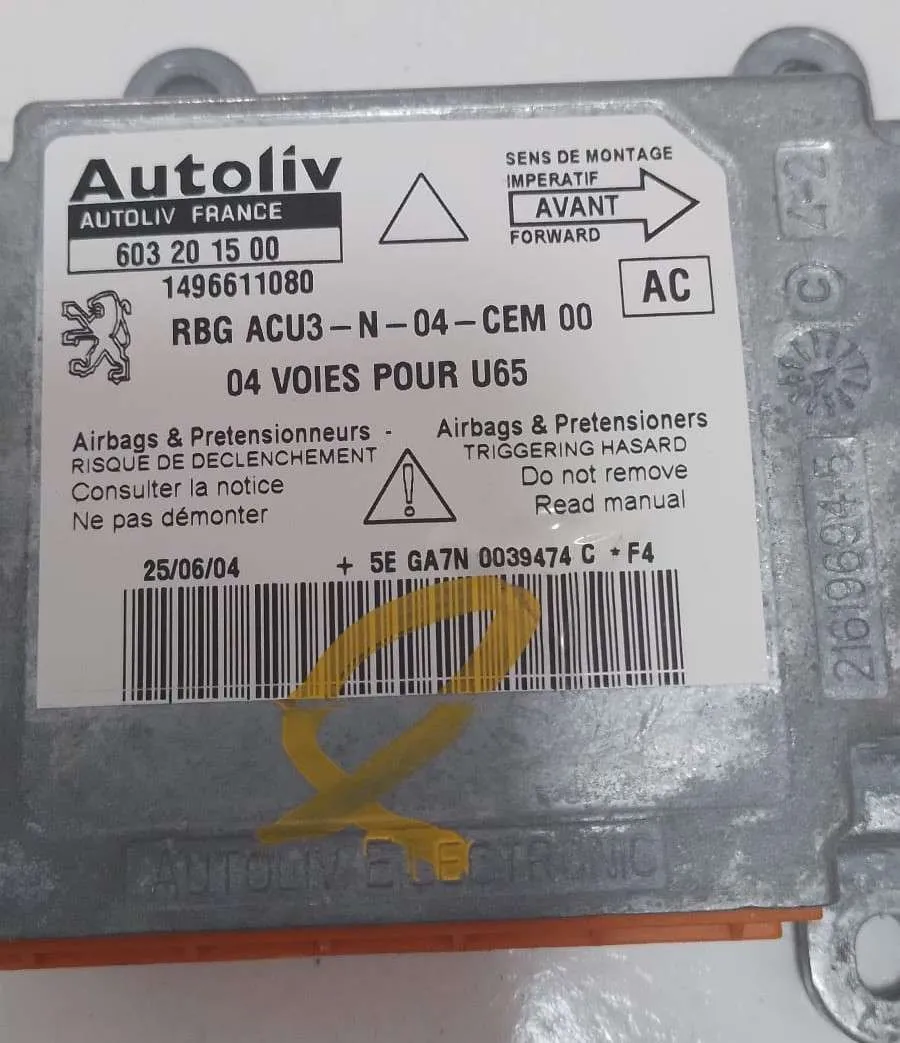 Autoliv
AUTOLIV FRANCE
603 20 15 00
1496611080
SENS DE MONTAGE
IMPERATIF
AVANT
FORWARD
AC
RBG ACU3-N-04-CEM 00
04 VOIES POUR U65
Airbags & Pretensionneurs -
RISQUE DE DECLENCHEMENT
Consulter la notice
Ne pas démonter
!
Airbags & Pretensioners
TRIGGERING HASARD
Do not remove
Read manual
25/06/04 + 5E GA7N 0039474 C * F4
AUTOLIV ELECTRONIC
C 4-2